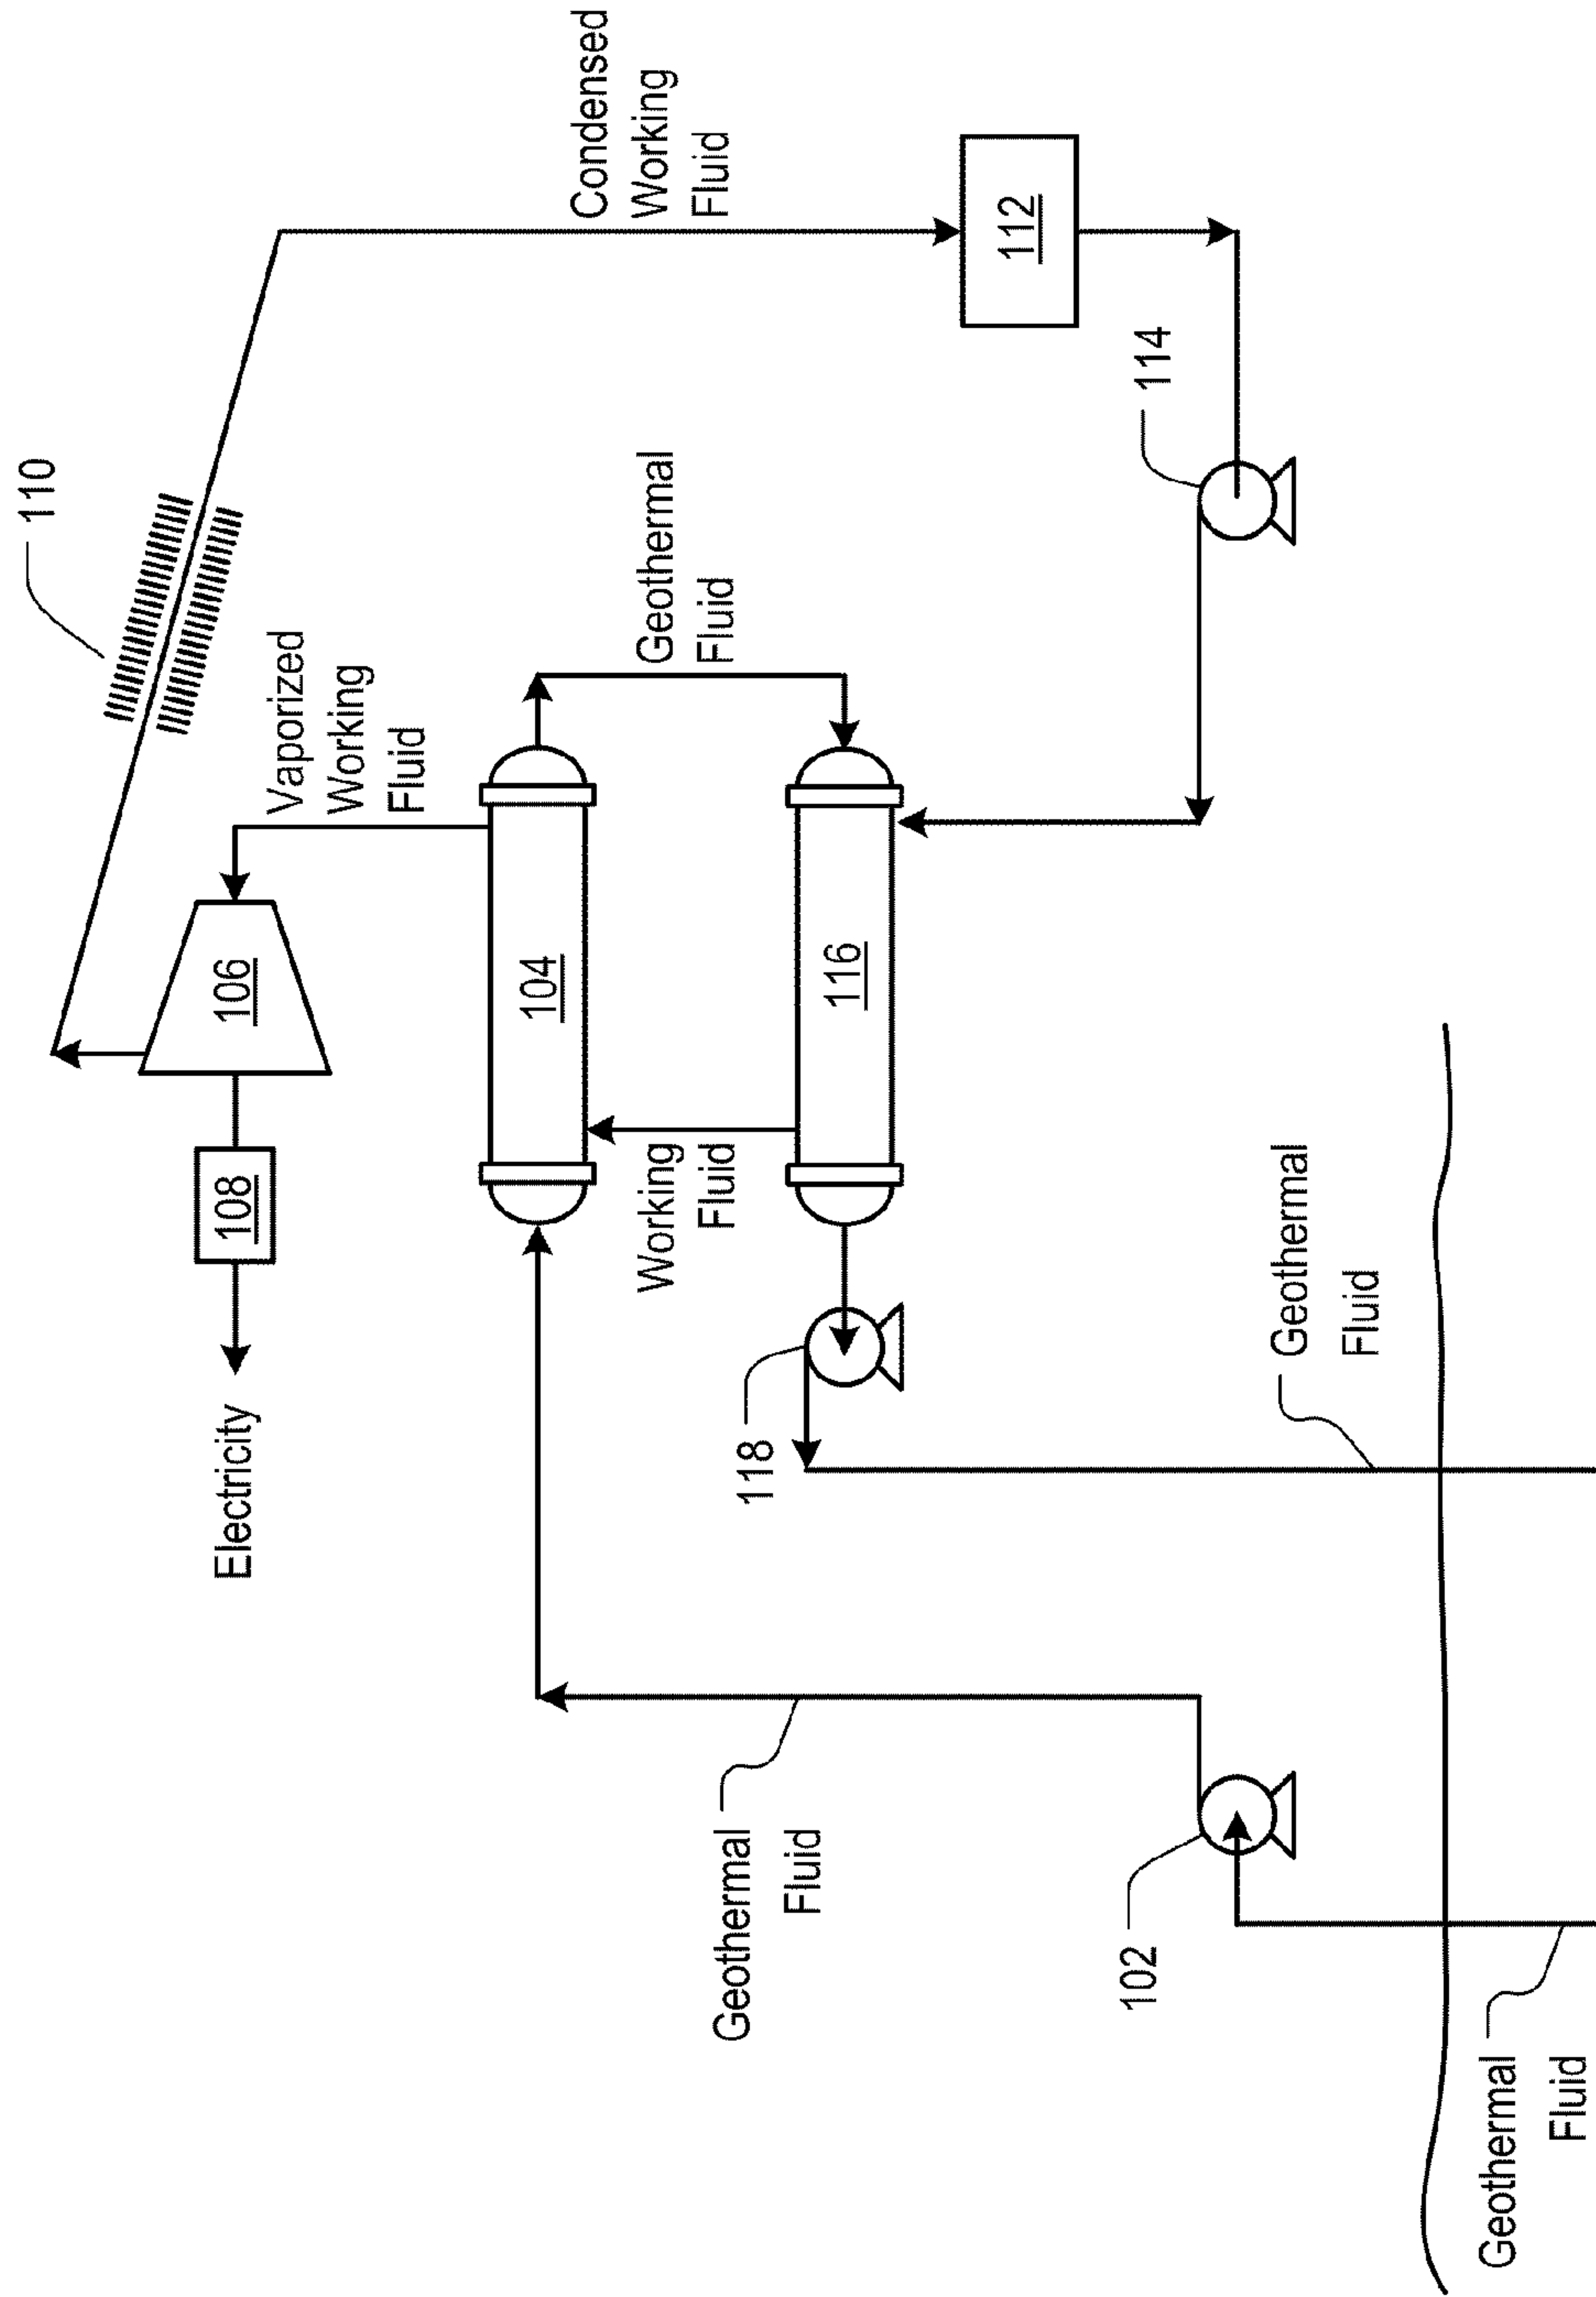 110
Electricity
108
106
Vaporized
Working
Fluid
Condensed
Working
Fluid
104
Working
Fluid
Geothermal
Fluid
Geothermal
Fluid
118
116
112
102
114
Geothermal
Fluid
Geothermal
Fluid